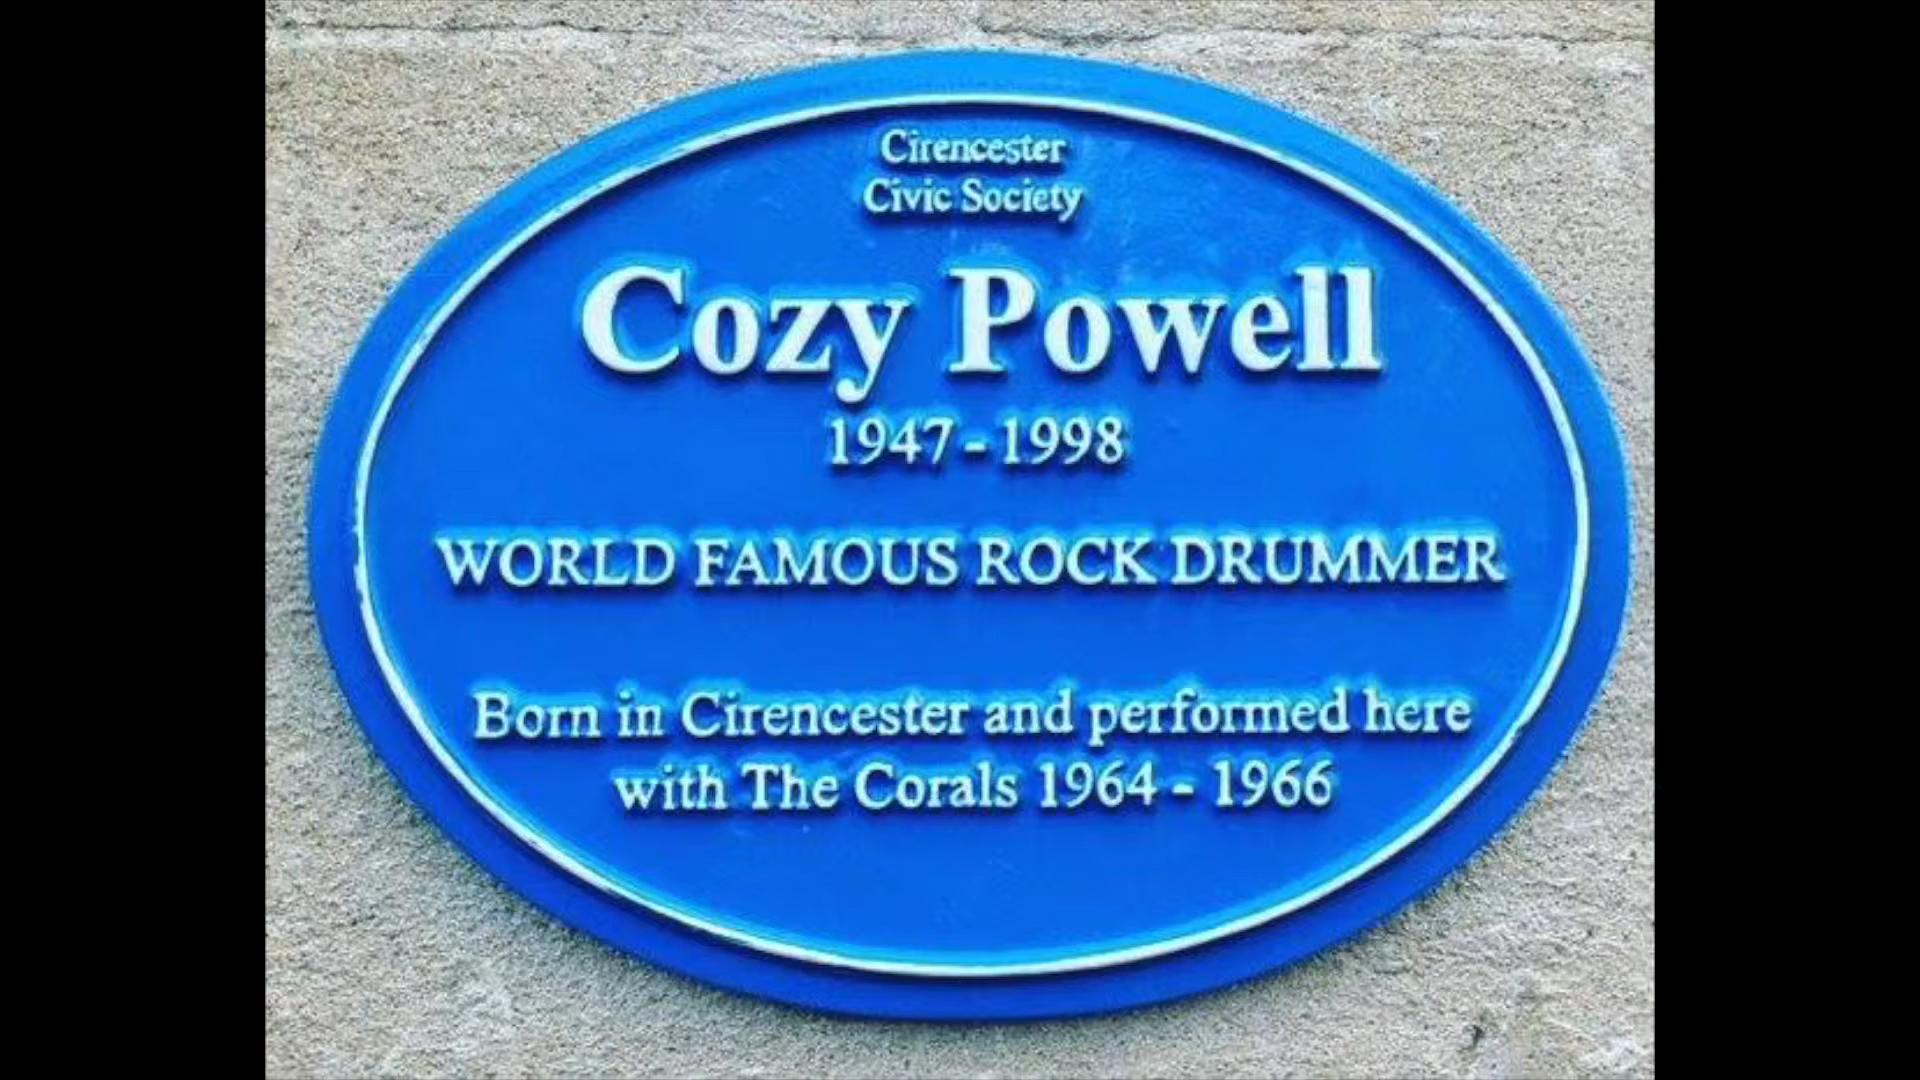 Cirencester
Civic Society
Cozy Powell
1947 - 1998
WORLD FAMOUS ROCK DRUMMER
Born in Cirencester and performed here
with The Corals 1964 - 1966